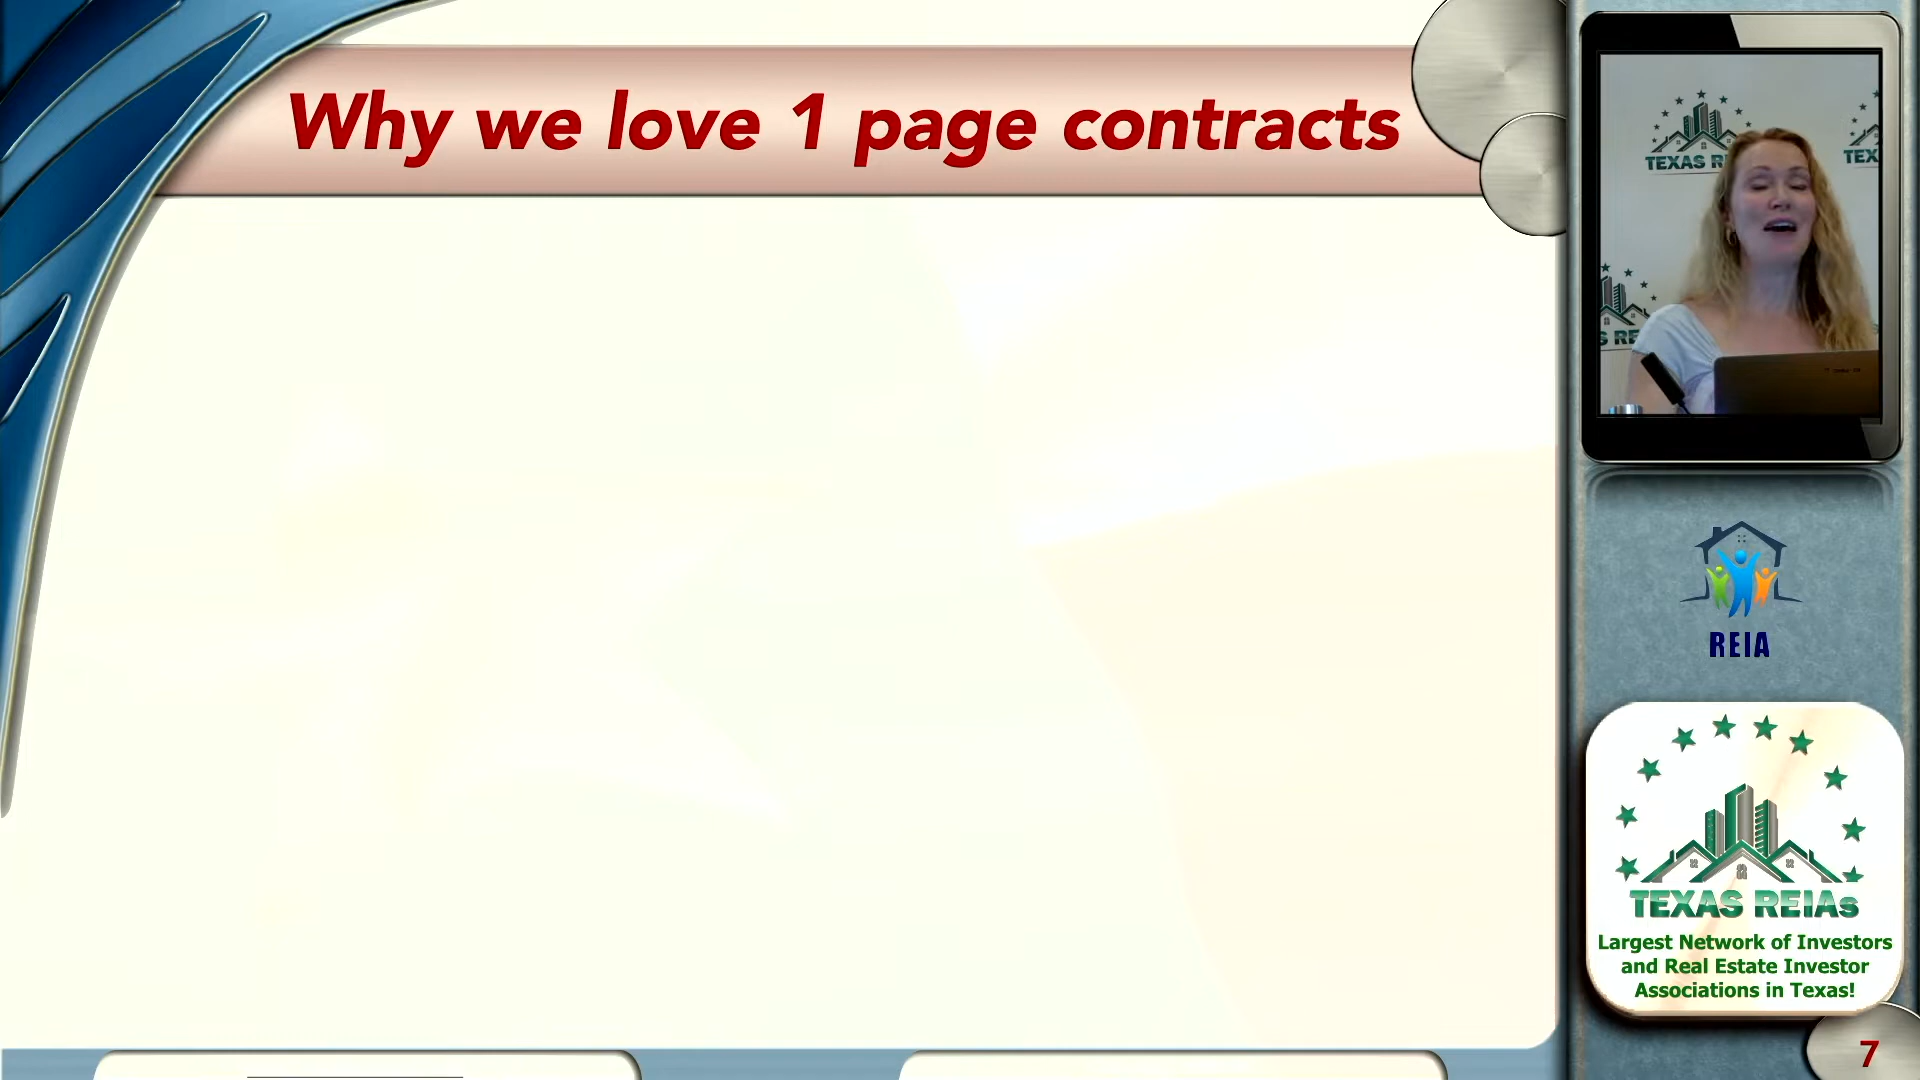 Why we love 1 page contracts
TEXAS R
TEX
S RE
REIA
TEXAS REIAs
Largest Network of Investors
and Real Estate Investor
Associations in Texas!
7